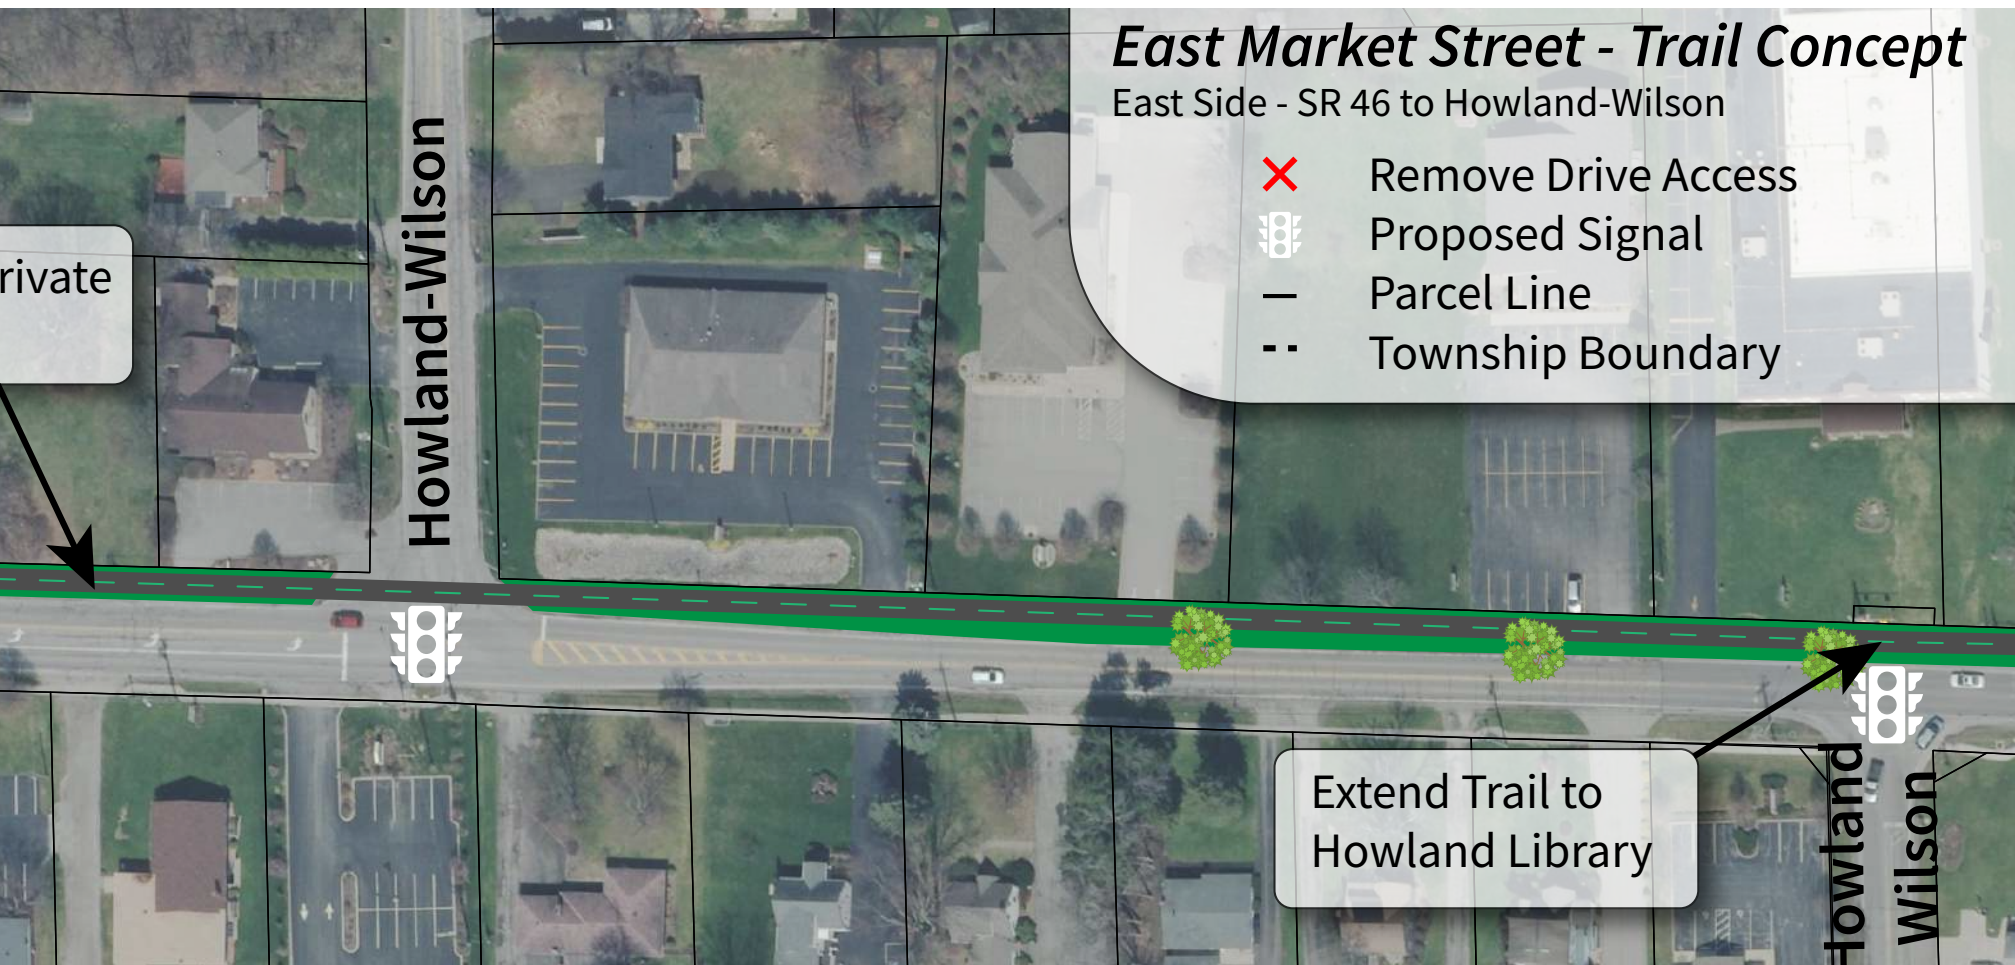 East Market Street - Trail Concept
East Side - SR 46 to Howland-Wilson
Remove Drive Access
Proposed Signal
Parcel Line
Township Boundary
rivate
Howland-Wilson
Extend Trail to
Howland Library
Howland
Wilson